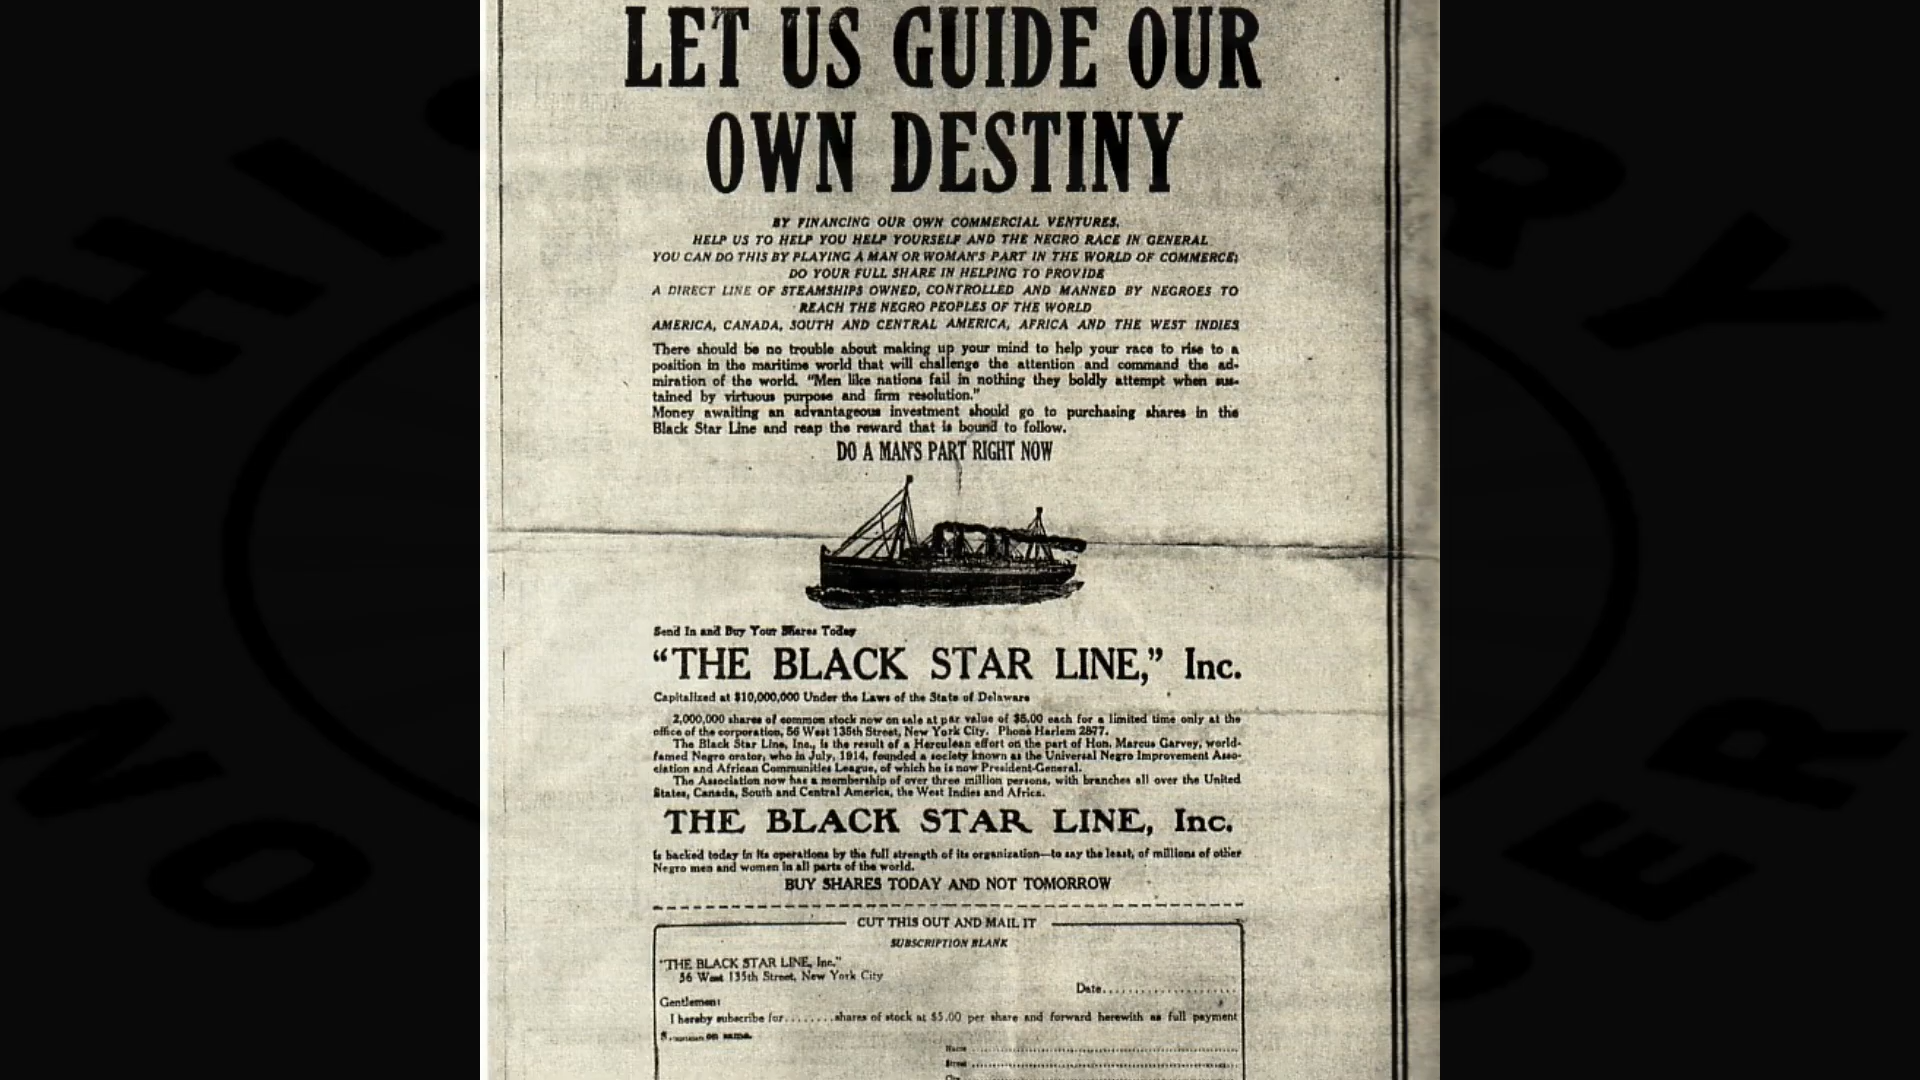 LET US GUIDE OUR
OWN DESTINY
BY FINANCING OUR OWN COMMERCIAL VENTURES.
HELP US TO HELP YOU HELP YOURSELF AND THE NEGRO RACE IN GENERAL
YOU CAN DO THIS BY PLAYING A MAN OR WOMAN'S PART IN THE WORLD OF COMMERCE;
DO YOUR FULL SHARE IN HELPING TO PROVIDE
A DIRECT LINE OF STEAMSHIPS OWNED, CONTROLLED AND MANNED BY NEGROES TO
REACH THE NEGRO PEOPLES OF THE WORLD
AMERICA, CANADA, SOUTH AND CENTRAL AMERICA, AFRICA AND THE WEST INDIES
There should be no trouble about making up your mind to help your race to rise to a
position in the maritime world that will challenge the attention and command the ad-
miration of the world. "Men like nations fail in nothing they boldly attempt when sus-
tained by virtuous purpose and firm resolution."
Money awaiting an advantageous investment should go to purchasing shares in the
Black Star Line and reap the reward that is bound to follow.
DO A MAN'S PART RIGHT NOW
Send In and Buy Your Shares Today
"THE BLACK STAR LINE," Inc.
Capitalized at $10,000,000 Under the Laws of the State of Delaware
2,000,000 shares of common stock now on sale at par value of $5.00 each for a limited time only at the
office of the corporation, 56 West 135th Street, New York City. Phone Harlem 2877.
The Black Star Line, Inc., is the result of a Herculean effort on the part of Hon. Marcus Garvey, world-
famed Negro orator, who in July, 1914, founded a society known as the Universal Negro Improvement Asso-
ciation and African Communities League, of which he is now President-General.
The Association now has a membership of over three million persons, with branches all over the United
States, Canada, South and Central America, the West Indies and Africa.
THE BLACK STAR LINE, Inc.
is backed today in its operations by the full strength of its organization—to say the least, of millions of other
Negro men and women in all parts of the world.
BUY SHARES TODAY AND NOT TOMORROW
CUT THIS OUT AND MAIL IT
SUBSCRIPTION BLANK
"THE BLACK STAR LINE, Inc."
56 West 135th Street, New York City
Date......................
Gentlemen:
I hereby subscribe for........shares of stock at $5.00 per share and forward herewith as full payment
$........on same.
Name
Street
City